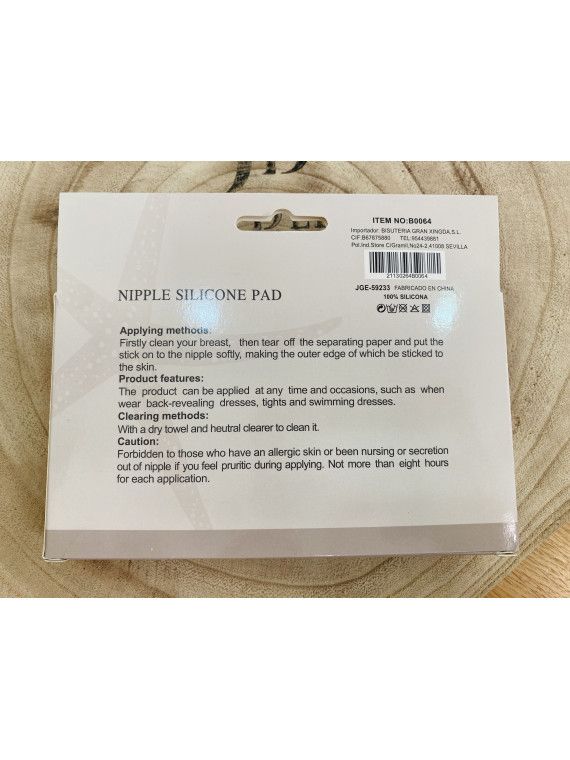 ITEM NO:B0064
Importador: BISUTERIA GRAN XINGDA,S.L.
CIF:B67875880 TEL:954439881
Pol.Ind.Store C/Gramil,No24-2,41008 SEVILLA
2113026480064
JGE-59233 FABRICADO EN CHINA
100% SILICONA
NIPPLE SILICONE PAD
Applying methods:
Firstly clean your breast, then tear off the separating paper and put the
stick on to the nipple softly, making the outer edge of which be sticked to
the skin.
Product features:
The product can be applied at any time and occasions, such as when
wear back-revealing dresses, tights and swimming dresses.
Clearing methods:
With a dry towel and heutral clearer to clean it.
Caution:
Forbidden to those who have an allergic skin or been nursing or secretion
out of nipple if you feel pruritic during applying. Not more than eight hours
for each application.